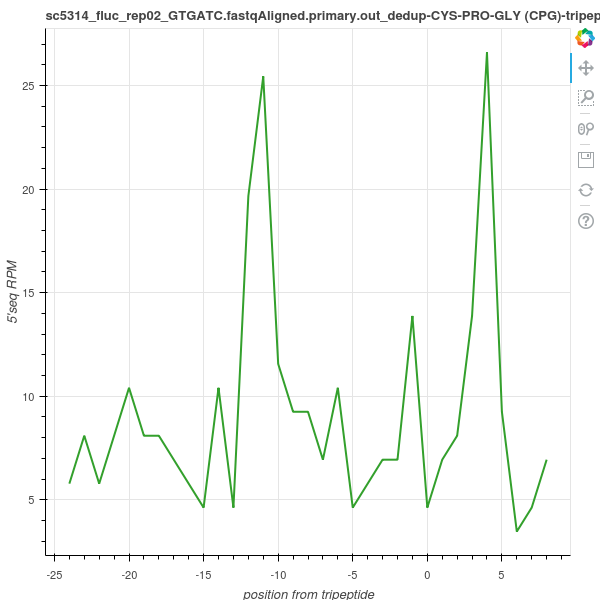 sc5314_fluc_rep02_GTGATC.fastqAligned.primary.out_dedup-CYS-PRO-GLY (CPG)-tripep
25
20
15
10
5
5'seq RPM
-25 -20 -15 -10 -5 0 5
position from tripeptide